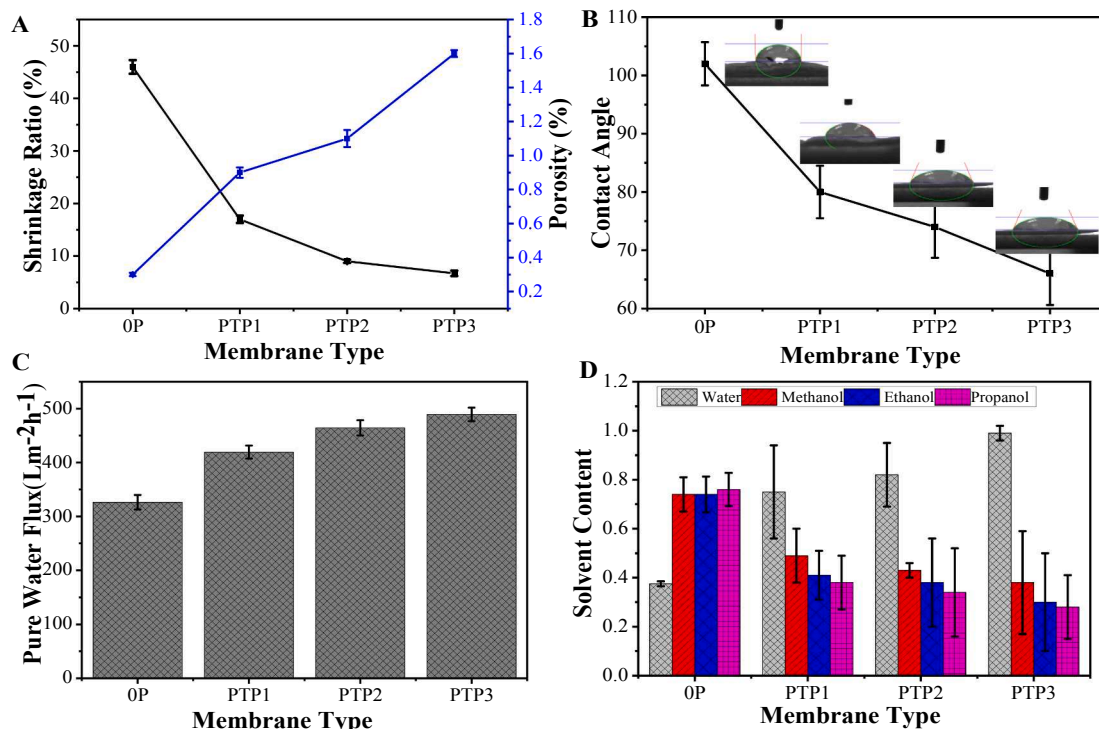 A
Shrinkage Ratio (%)
50
40
30
20
10
0
1.8
1.6
1.4
1.2
1.0
0.8
0.6
0.4
0.2
Porosity (%)
0P PTP1 PTP2 PTP3
Membrane Type
B
Contact Angle
110
100
90
80
70
60
0P PTP1 PTP2 PTP3
Membrane Type
C
Pure Water Flux(Lm-2h-1)
500
400
300
200
100
0
0P PTP1 PTP2 PTP3
Membrane Type
D
Solvent Content
1.2
1.0
0.8
0.6
0.4
0.2
0.0
Water Methanol Ethanol Propanol
0P PTP1 PTP2 PTP3
Membrane Type